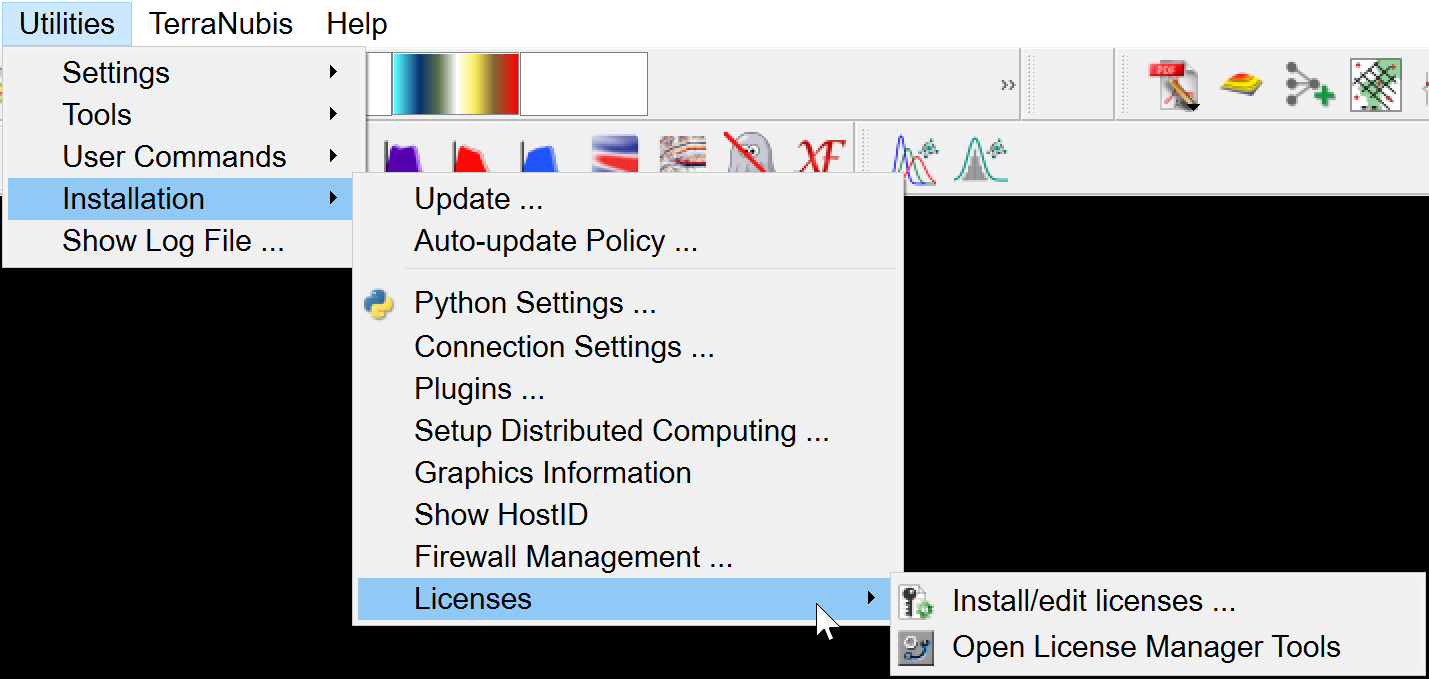 Utilities TerraNubis Help
Settings
Tools
User Commands
Installation
Show Log File ...
PDF
XF
Update ...
Auto-update Policy ...
Python Settings ...
Connection Settings ...
Plugins ...
Setup Distributed Computing ...
Graphics Information
Show HostID
Firewall Management ...
Licenses
Install/edit licenses ...
Open License Manager Tools